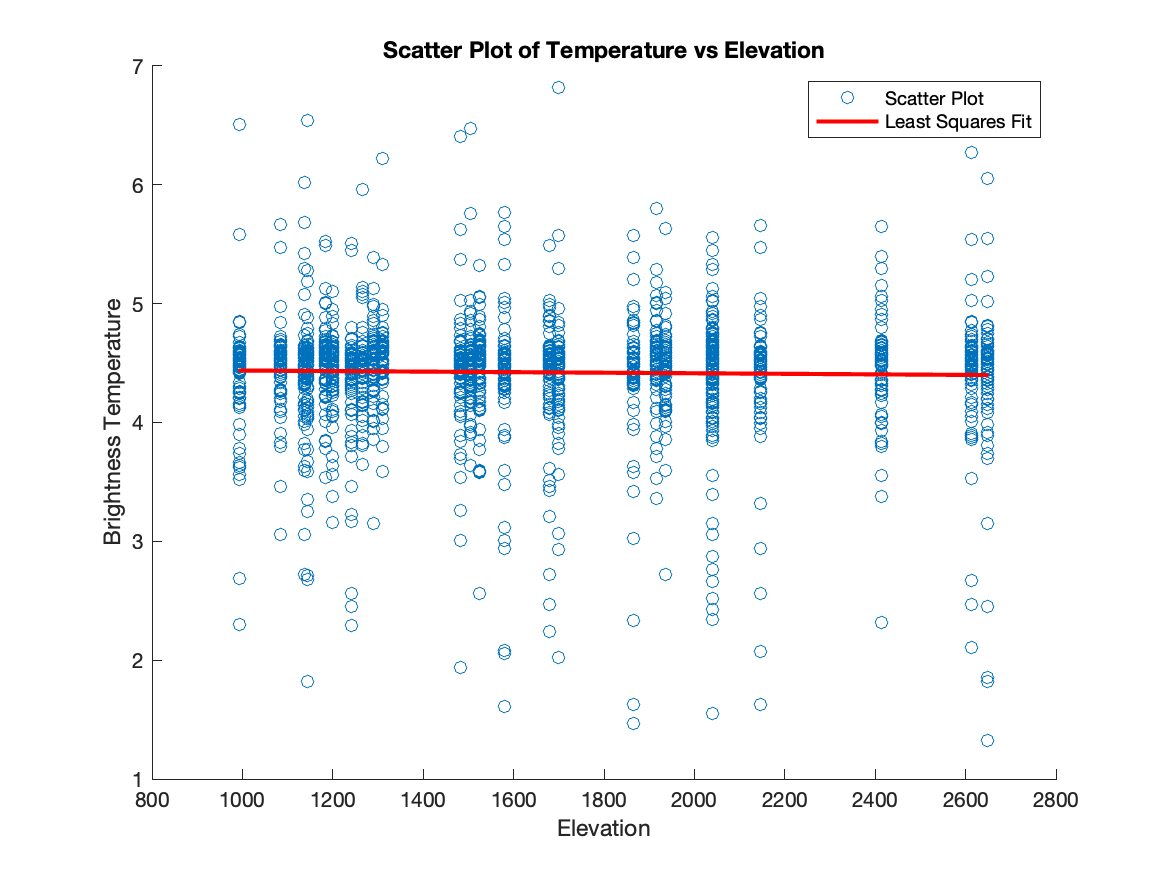 Scatter Plot of Temperature vs Elevation
Scatter Plot
Least Squares Fit
Brightness Temperature
7
6
5
4
3
2
1
800 1000 1200 1400 1600 1800 2000 2200 2400 2600 2800
Elevation